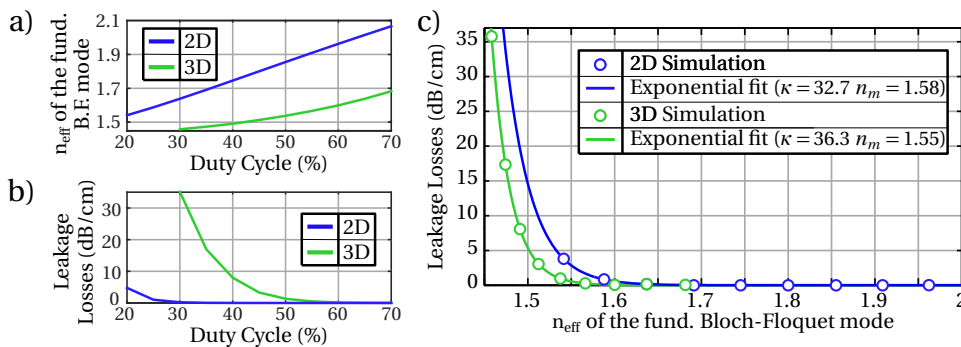 a)
n_eff of the fund.
B.F. mode
2.1
1.9
1.7
1.5
2D
3D
20 30 40 50 60 70
Duty Cycle (%)
b)
Leakage
Losses (dB/cm)
30
20
10
0
2D
3D
20 30 40 50 60 70
Duty Cycle (%)
c)
Leakage Losses (dB/cm)
35
30
25
20
15
10
5
0
2D Simulation
Exponential fit (κ = 32.7 n_m = 1.58)
3D Simulation
Exponential fit (κ = 36.3 n_m = 1.55)
1.5 1.6 1.7 1.8 1.9 2
n_eff of the fund. Bloch-Floquet mode